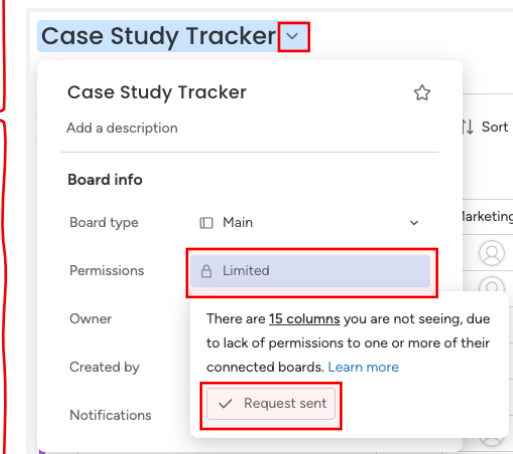 Case Study Tracker
Case Study Tracker
Add a description
Sort
Board info
Board type Main
Permissions Limited
Owner
There are 15 columns you are not seeing, due
to lack of permissions to one or more of their
connected boards. Learn more
Created by
Request sent
Notifications